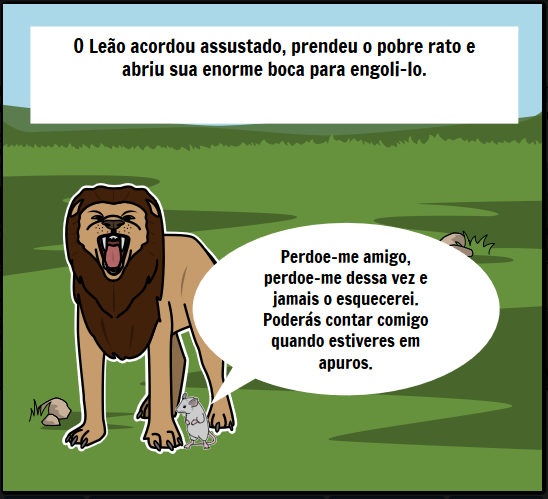 O Leão acordou assustado, prendeu o pobre rato e
abriu sua enorme boca para engoli-lo.
Perdoe-me amigo,
perdoe-me dessa vez e
jamais o esquecerei.
Poderás contar comigo
quando estiveres em
apuros.